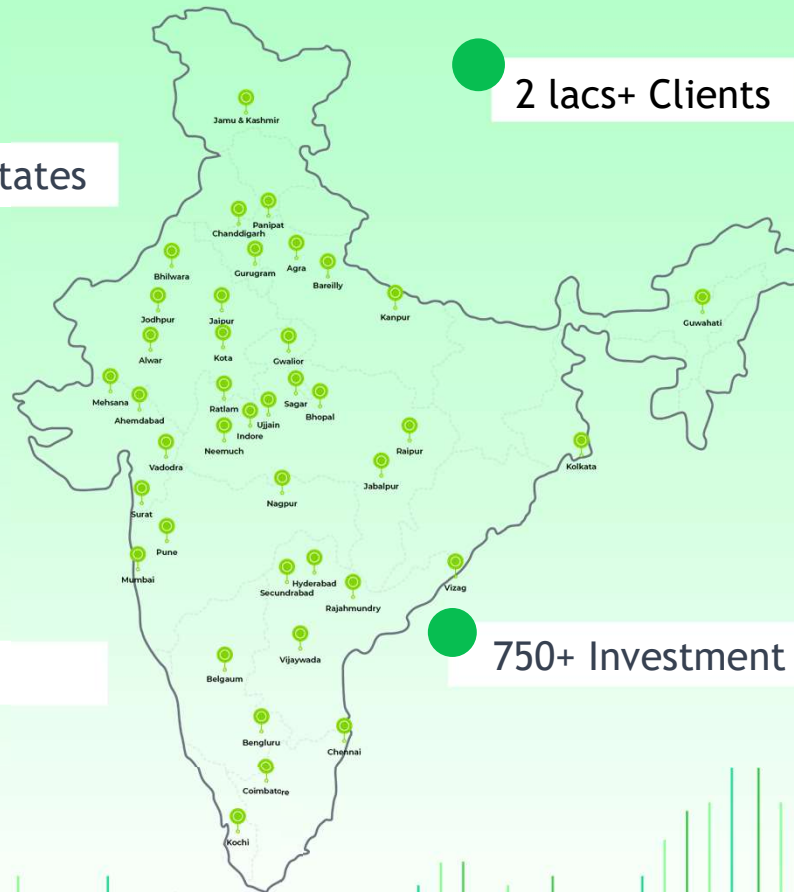 2 lacs+ Clients
Jamu & Kashmir
tates
Panipat
Chanddigarh
Gurugram
Agra
Bareilly
Bhilwara
Kanpur
Jodhpur
Jaipur
Guwahati
Alwar
Kota
Gwalior
Mehsana
Ahemdabad
Ratlam
Ujjain
Sagar
Bhopal
Indore
Neemuch
Raipur
Vadodra
Kolkata
Jabalpur
Nagpur
Surat
Pune
Mumbai
Hyderabad
Secundrabad
Rajahmundry
Vizag
750+ Investment
Vijaywada
Belgaum
Bengluru
Chennai
Coimbatore
Kochi